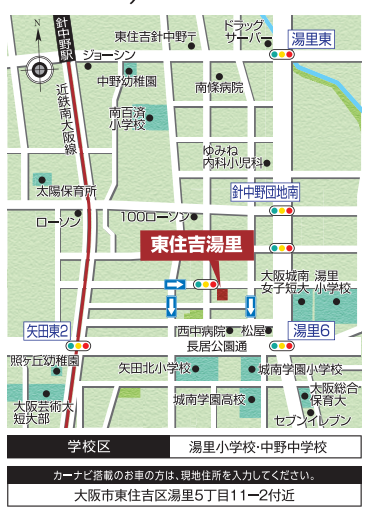 ドラッグ
サーバー
湯里東
東住吉針中野〒
N
針中野駅
ジョーシン
中野幼稚園
南條病院
近鉄南大阪線
南百済
小学校
ゆみね
内科小児科
太陽保育所
針中野団地南
ローソン
100ローソン
東住吉湯里
大阪城南
女子短大
湯里
小学校
矢田東2
西中病院
松屋
湯里6
長居公園通
照ケ丘幼稚園
矢田北小学校
城南学園小学校
大阪芸術大
短大部
城南学園高校
大阪総合
保育大
セブンイレブン
学校区
湯里小学校・中野中学校
カーナビ搭載のお車の方は、現地住所を入力してください。
大阪市東住吉区湯里5丁目11ー2付近